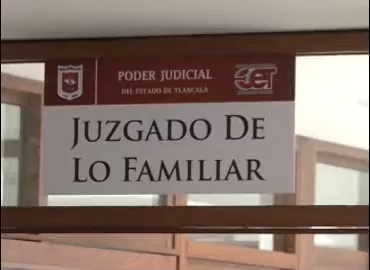 PODER JUDICIAL
DEL ESTADO DE TLAXCALA
JUZGADO DE
LO FAMILIAR